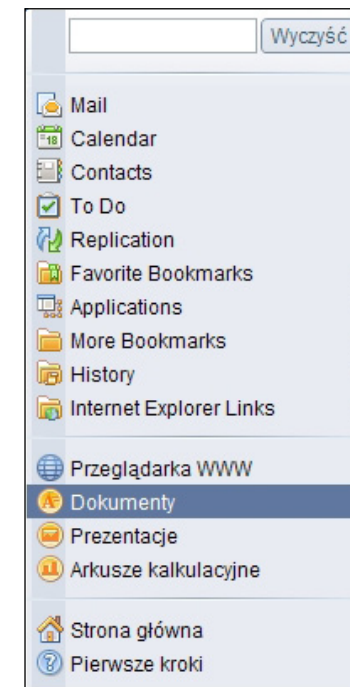 Wyczyść
Mail
18
Calendar
Contacts
To Do
Replication
Favorite Bookmarks
Applications
More Bookmarks
History
Internet Explorer Links
Przeglądarka WWW
Dokumenty
Prezentacje
Arkusze kalkulacyjne
Strona główna
Pierwsze kroki